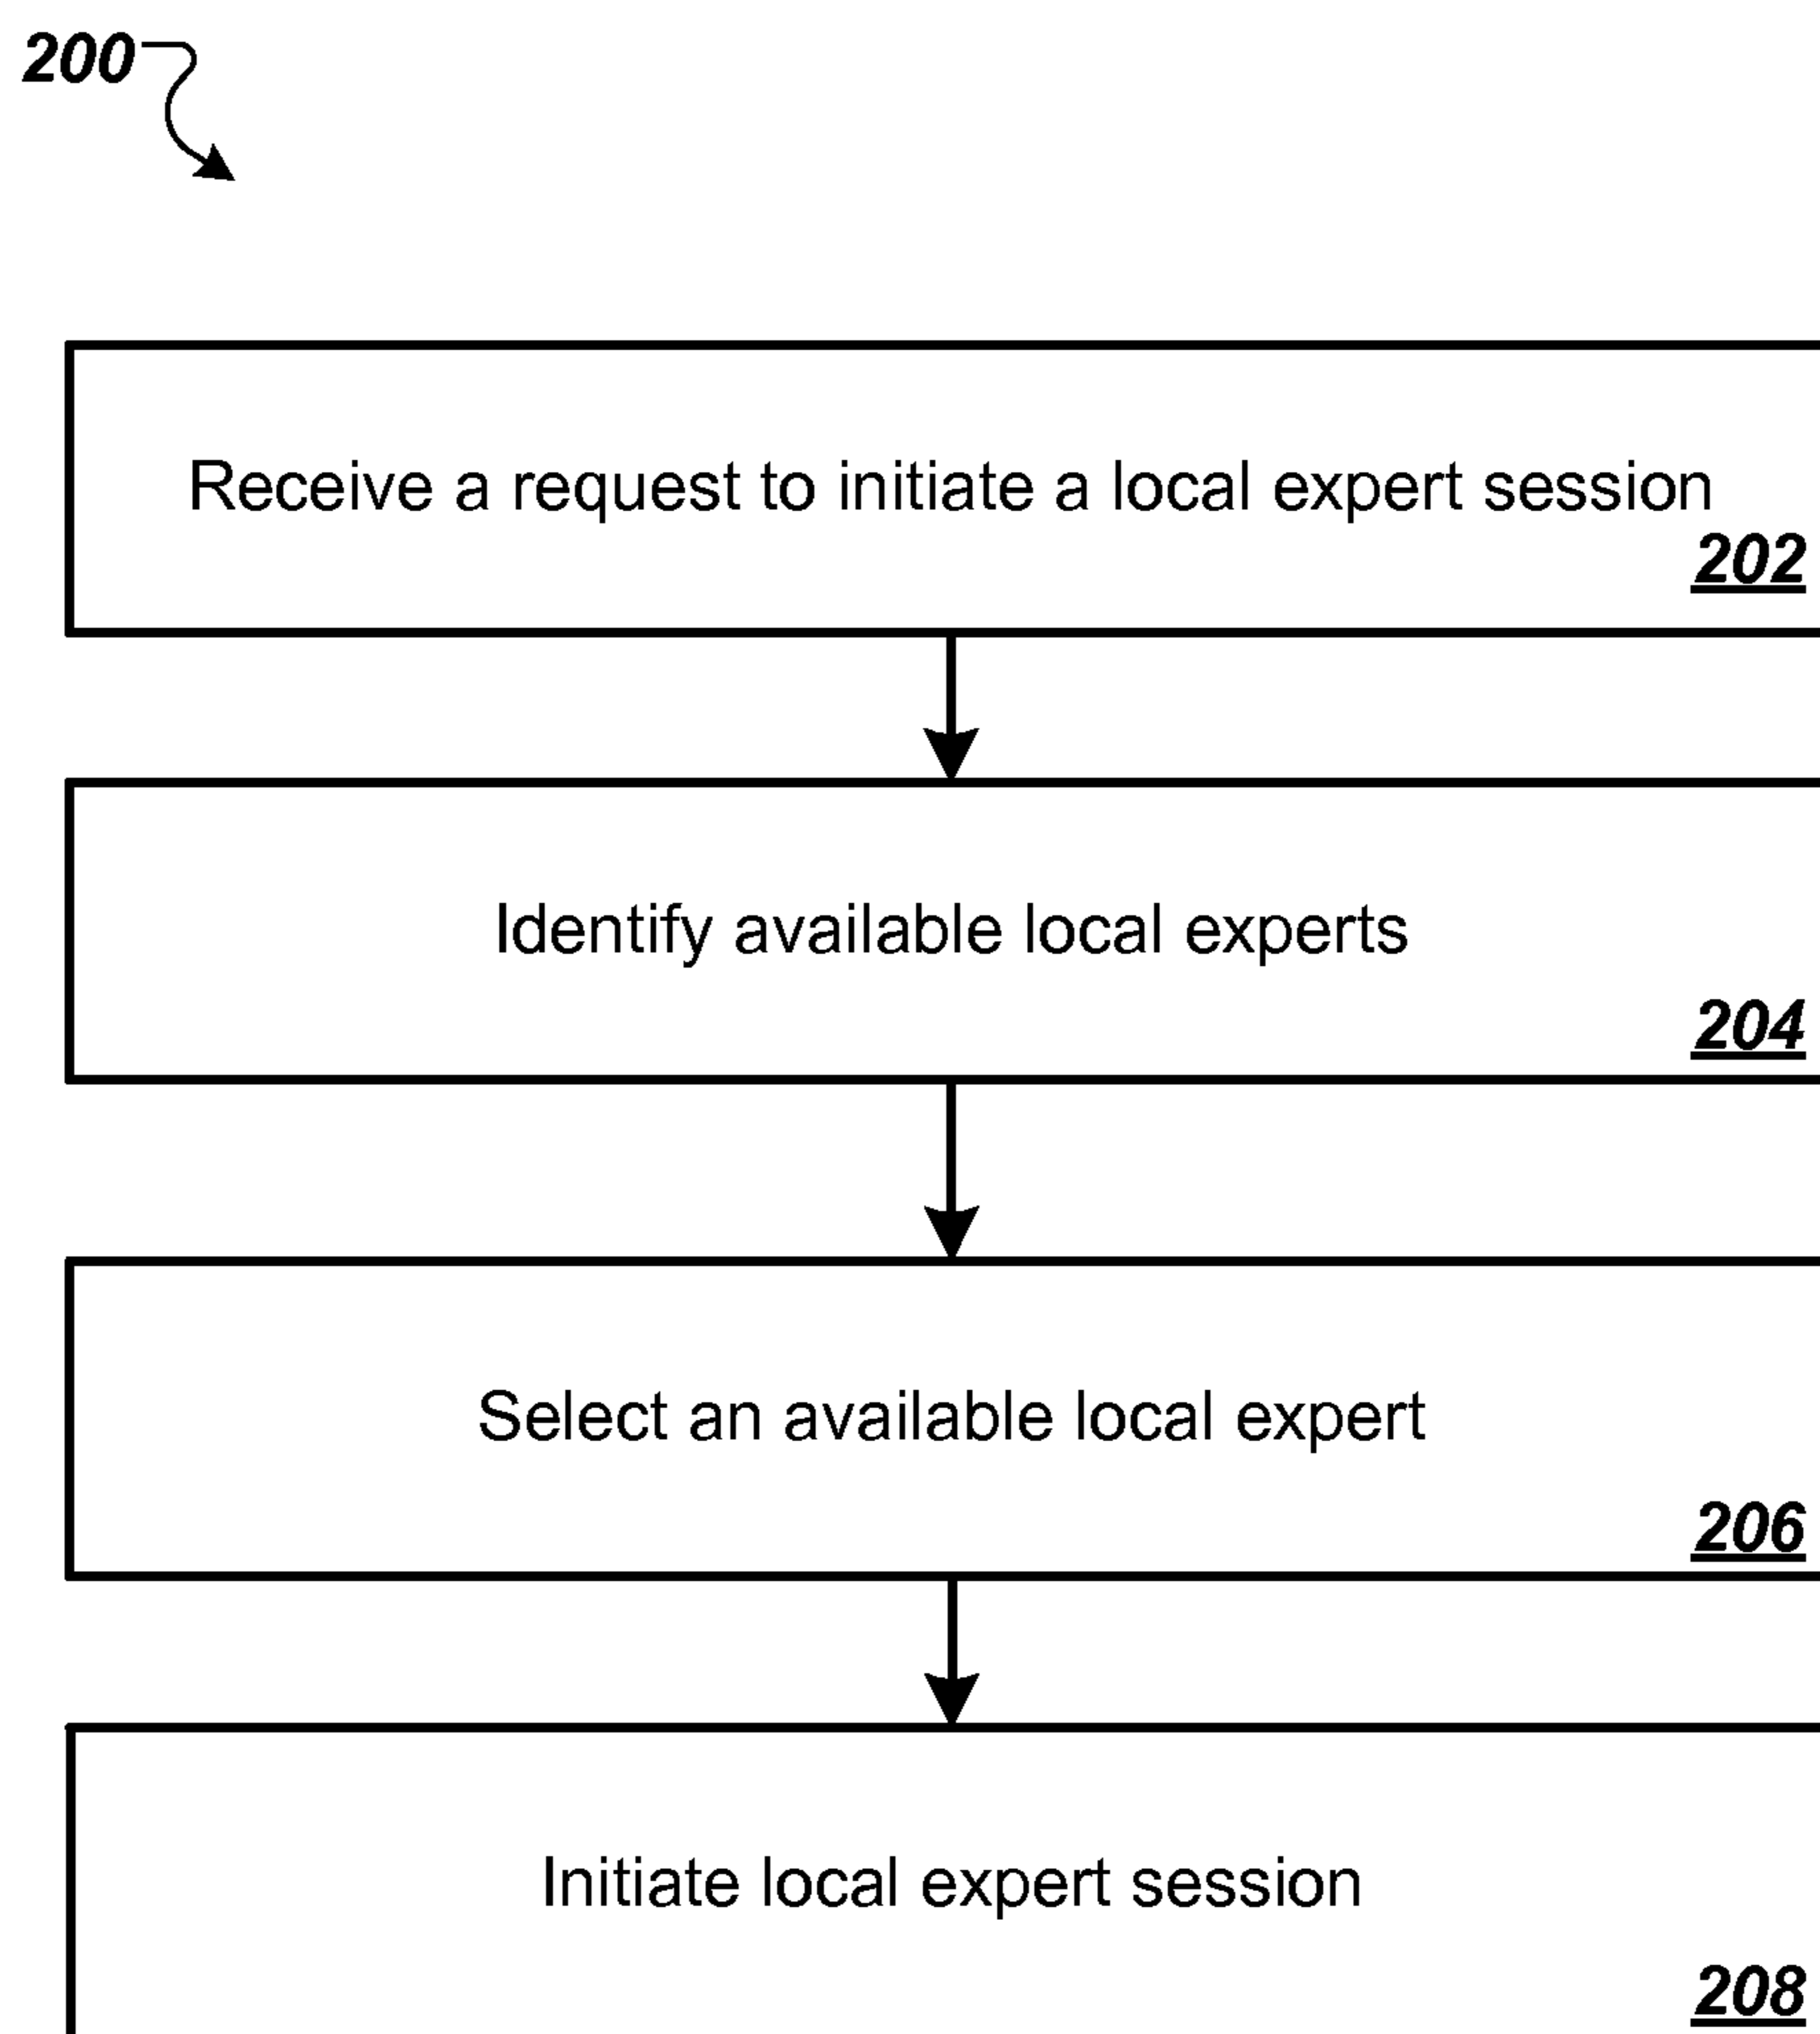 200
Receive a request to initiate a local expert session
202
Identify available local experts
204
Select an available local expert
206
Initiate local expert session
208